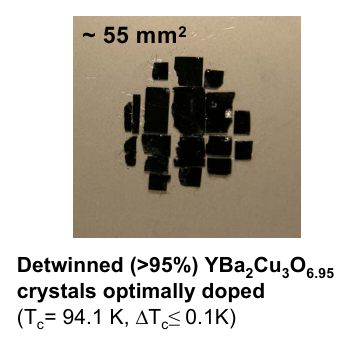 ~ 55 mm²
Detwinned (>95%) YBa₂Cu₃O₆.₉₅
crystals optimally doped
(T꜀= 94.1 K, ΔT꜀≤ 0.1K)